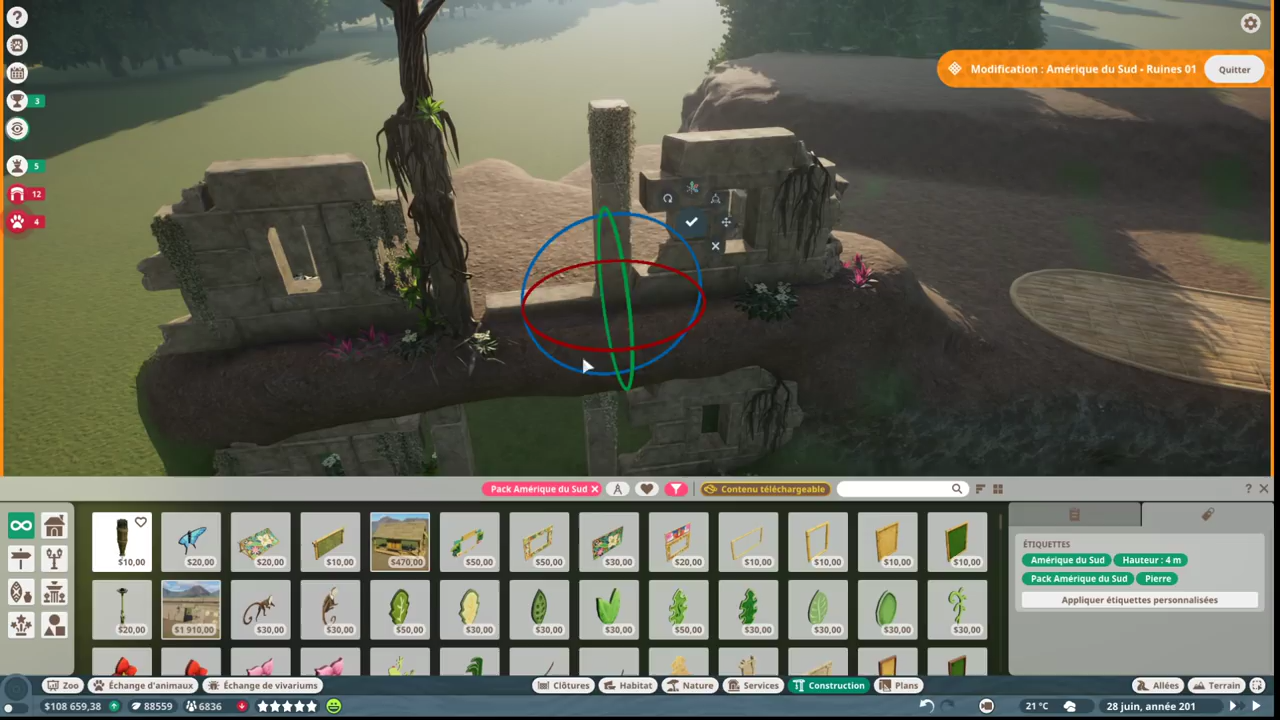 Modification : Amérique du Sud - Ruines 01
Quitter
3
5
12
4
Pack Amérique du Sud
Contenu téléchargeable
$10,00
$20,00
$20,00
$10,00
$470,00
$50,00
$50,00
$30,00
$20,00
$10,00
$10,00
$10,00
$10,00
$20,00
$1 910,00
$30,00
$30,00
$50,00
$30,00
$30,00
$30,00
$50,00
$30,00
$30,00
$30,00
$30,00
ÉTIQUETTES
Amérique du Sud
Hauteur : 4 m
Pack Amérique du Sud
Pierre
Appliquer étiquettes personnalisées
Zoo
Échange d'animaux
Échange de vivariums
Clôtures
Habitat
Nature
Services
Construction
Plans
Allées
Terrain
$108 659,38
88559
6836
21 °C
28 juin, année 201